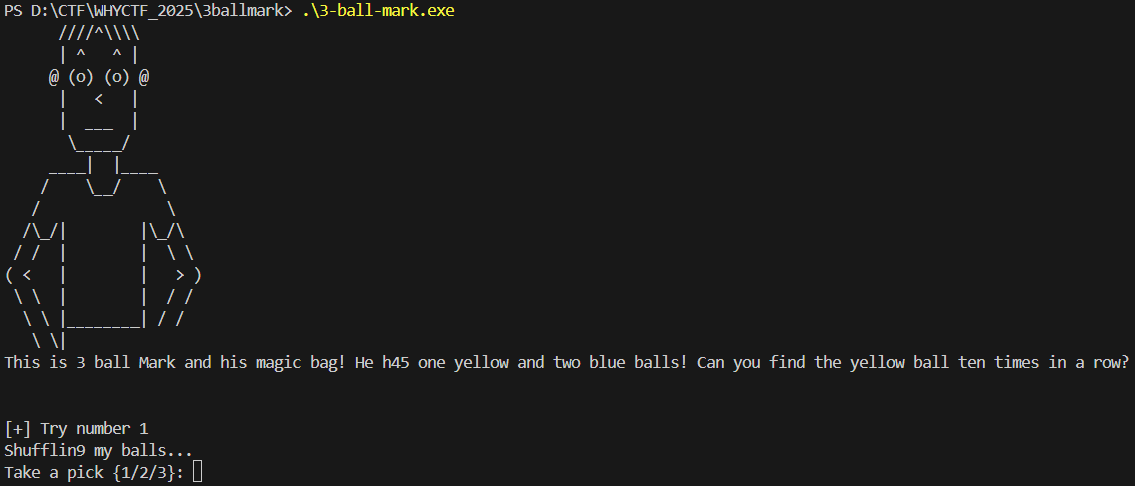 PS D:\CTF\WHYCTF_2025\3ballmark> .\3-ball-mark.exe
      ////^\\\\
      | ^   ^ |
     @ (o) (o) @
      |   <   |
      |  ___  |
       \_____/
     ____|  |____
    /    \__/    \
   /              \
  /\_/|        |\_/\
 / /  |        |  \ \
( <   |        |   > )
 \ \  |        |  / /
  \ \ |________| / /
   \ \|
This is 3 ball Mark and his magic bag! He h45 one yellow and two blue balls! Can you find the yellow ball ten times in a row?
[+] Try number 1
Shufflin9 my balls...
Take a pick {1/2/3}: